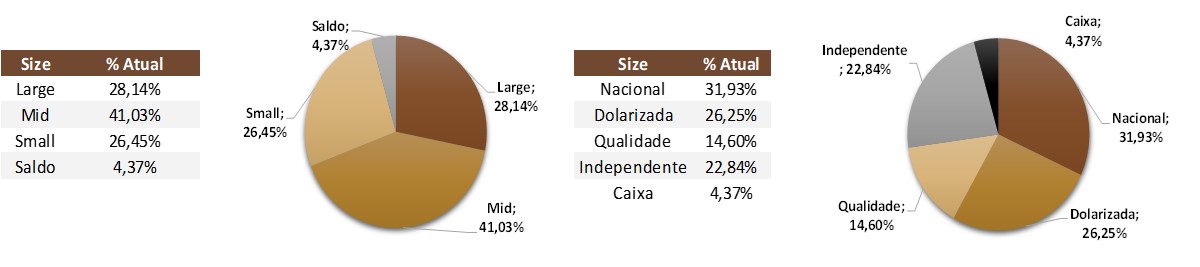 Size % Atual
Large 28,14%
Mid 41,03%
Small 26,45%
Saldo 4,37%
Saldo;
4,37%
Large;
28,14%
Small;
26,45%
Mid;
41,03%
Size % Atual
Nacional 31,93%
Dolarizada 26,25%
Qualidade 14,60%
Independente 22,84%
Caixa 4,37%
Caixa;
4,37%
Independente
; 22,84%
Nacional;
31,93%
Qualidade;
14,60%
Dolarizada;
26,25%